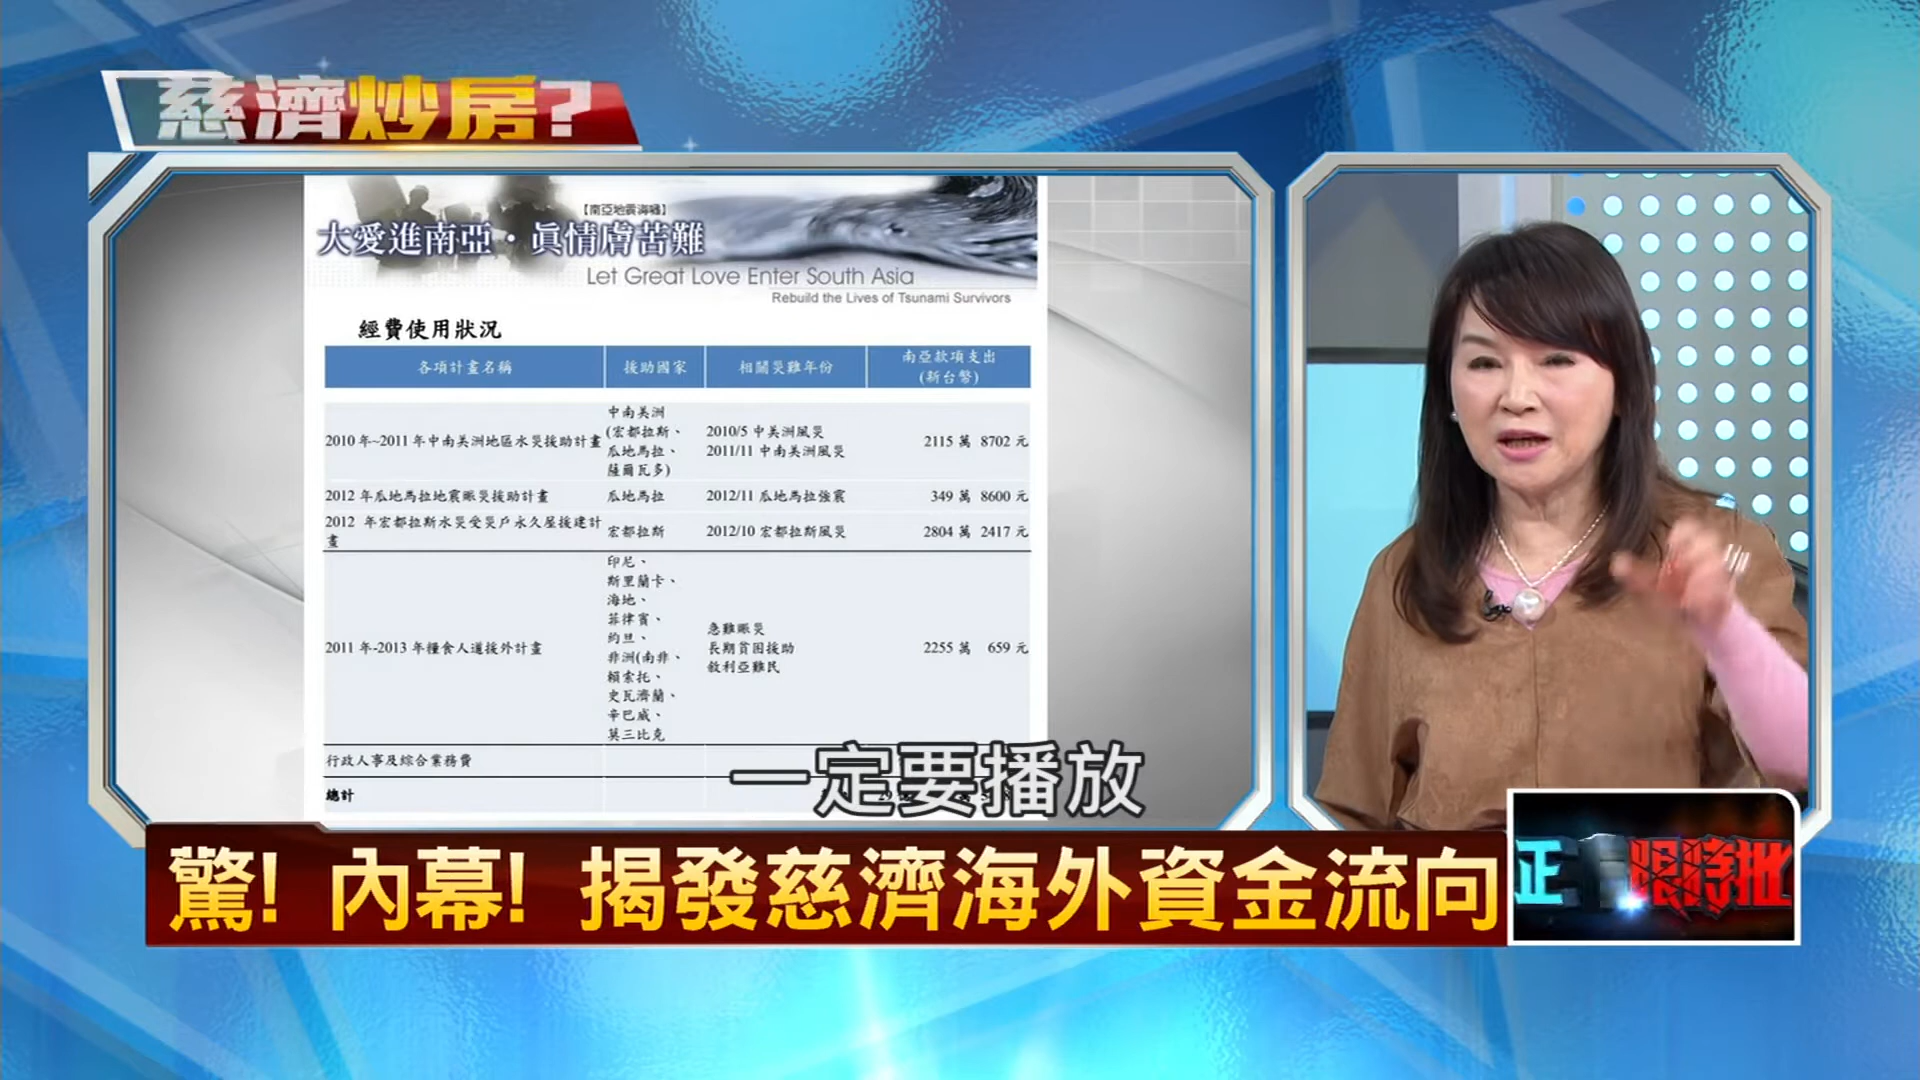 慈濟炒房?
【南亞地震海嘯】
大愛進南亞·真情膚苦難
Let Great Love Enter South Asia
Rebuild the Lives of Tsunami Survivors
經費使用狀況
各項計畫名稱 援助國家 相關災難年份 南亞款項支出
(新台幣)
2010年~2011年中南美洲地區水災援助計畫 中南美洲
(宏都拉斯、
瓜地馬拉、
薩爾瓦多) 2010/5 中美洲風災
2011/11 中南美洲風災 2115 萬 8702 元
2012 年瓜地馬拉地震賑災援助計畫 瓜地馬拉 2012/11 瓜地馬拉強震 349 萬 8600 元
2012 年宏都拉斯水災受災戶永久屋援建計
畫 宏都拉斯 2012/10 宏都拉斯風災 2804 萬 2417 元
2011 年-2013 年糧食人道援外計畫 印尼、
斯里蘭卡、
海地、
菲律賓、
約旦、
非洲(南非、
賴索托、
史瓦濟蘭、
辛巴威、
莫三比克 急難賑災
長期貧困援助
敘利亞難民 2255 萬 659 元
行政人事及綜合業務費
總計
一定要播放
驚! 內幕! 揭發慈濟海外資金流向
正 眼時批